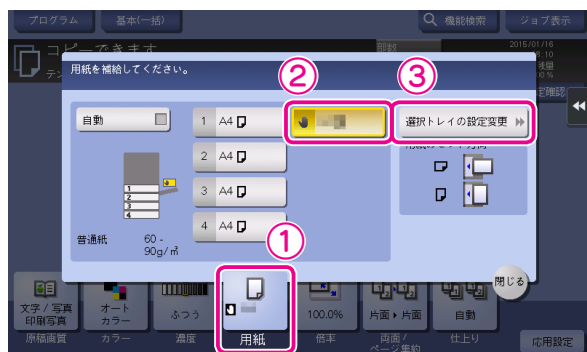 プログラム
基本(一括)
機能検索
ジョブ表示
コピーできます
部数
2015/01/16
用紙を補給してください。
②
③
自動
1 A4
選択トレイの設定変更
2 A4
3 A4
4 A4
1
2
3
4
普通紙
60 -
90g/㎡
①
閉じる
文字 / 写真
印刷写真
オート
カラー
ふつう
100.0%
片面 ▸ 片面
自動
原稿画質
カラー
濃度
用紙
倍率
両面 /
ページ集約
仕上り
応用設定